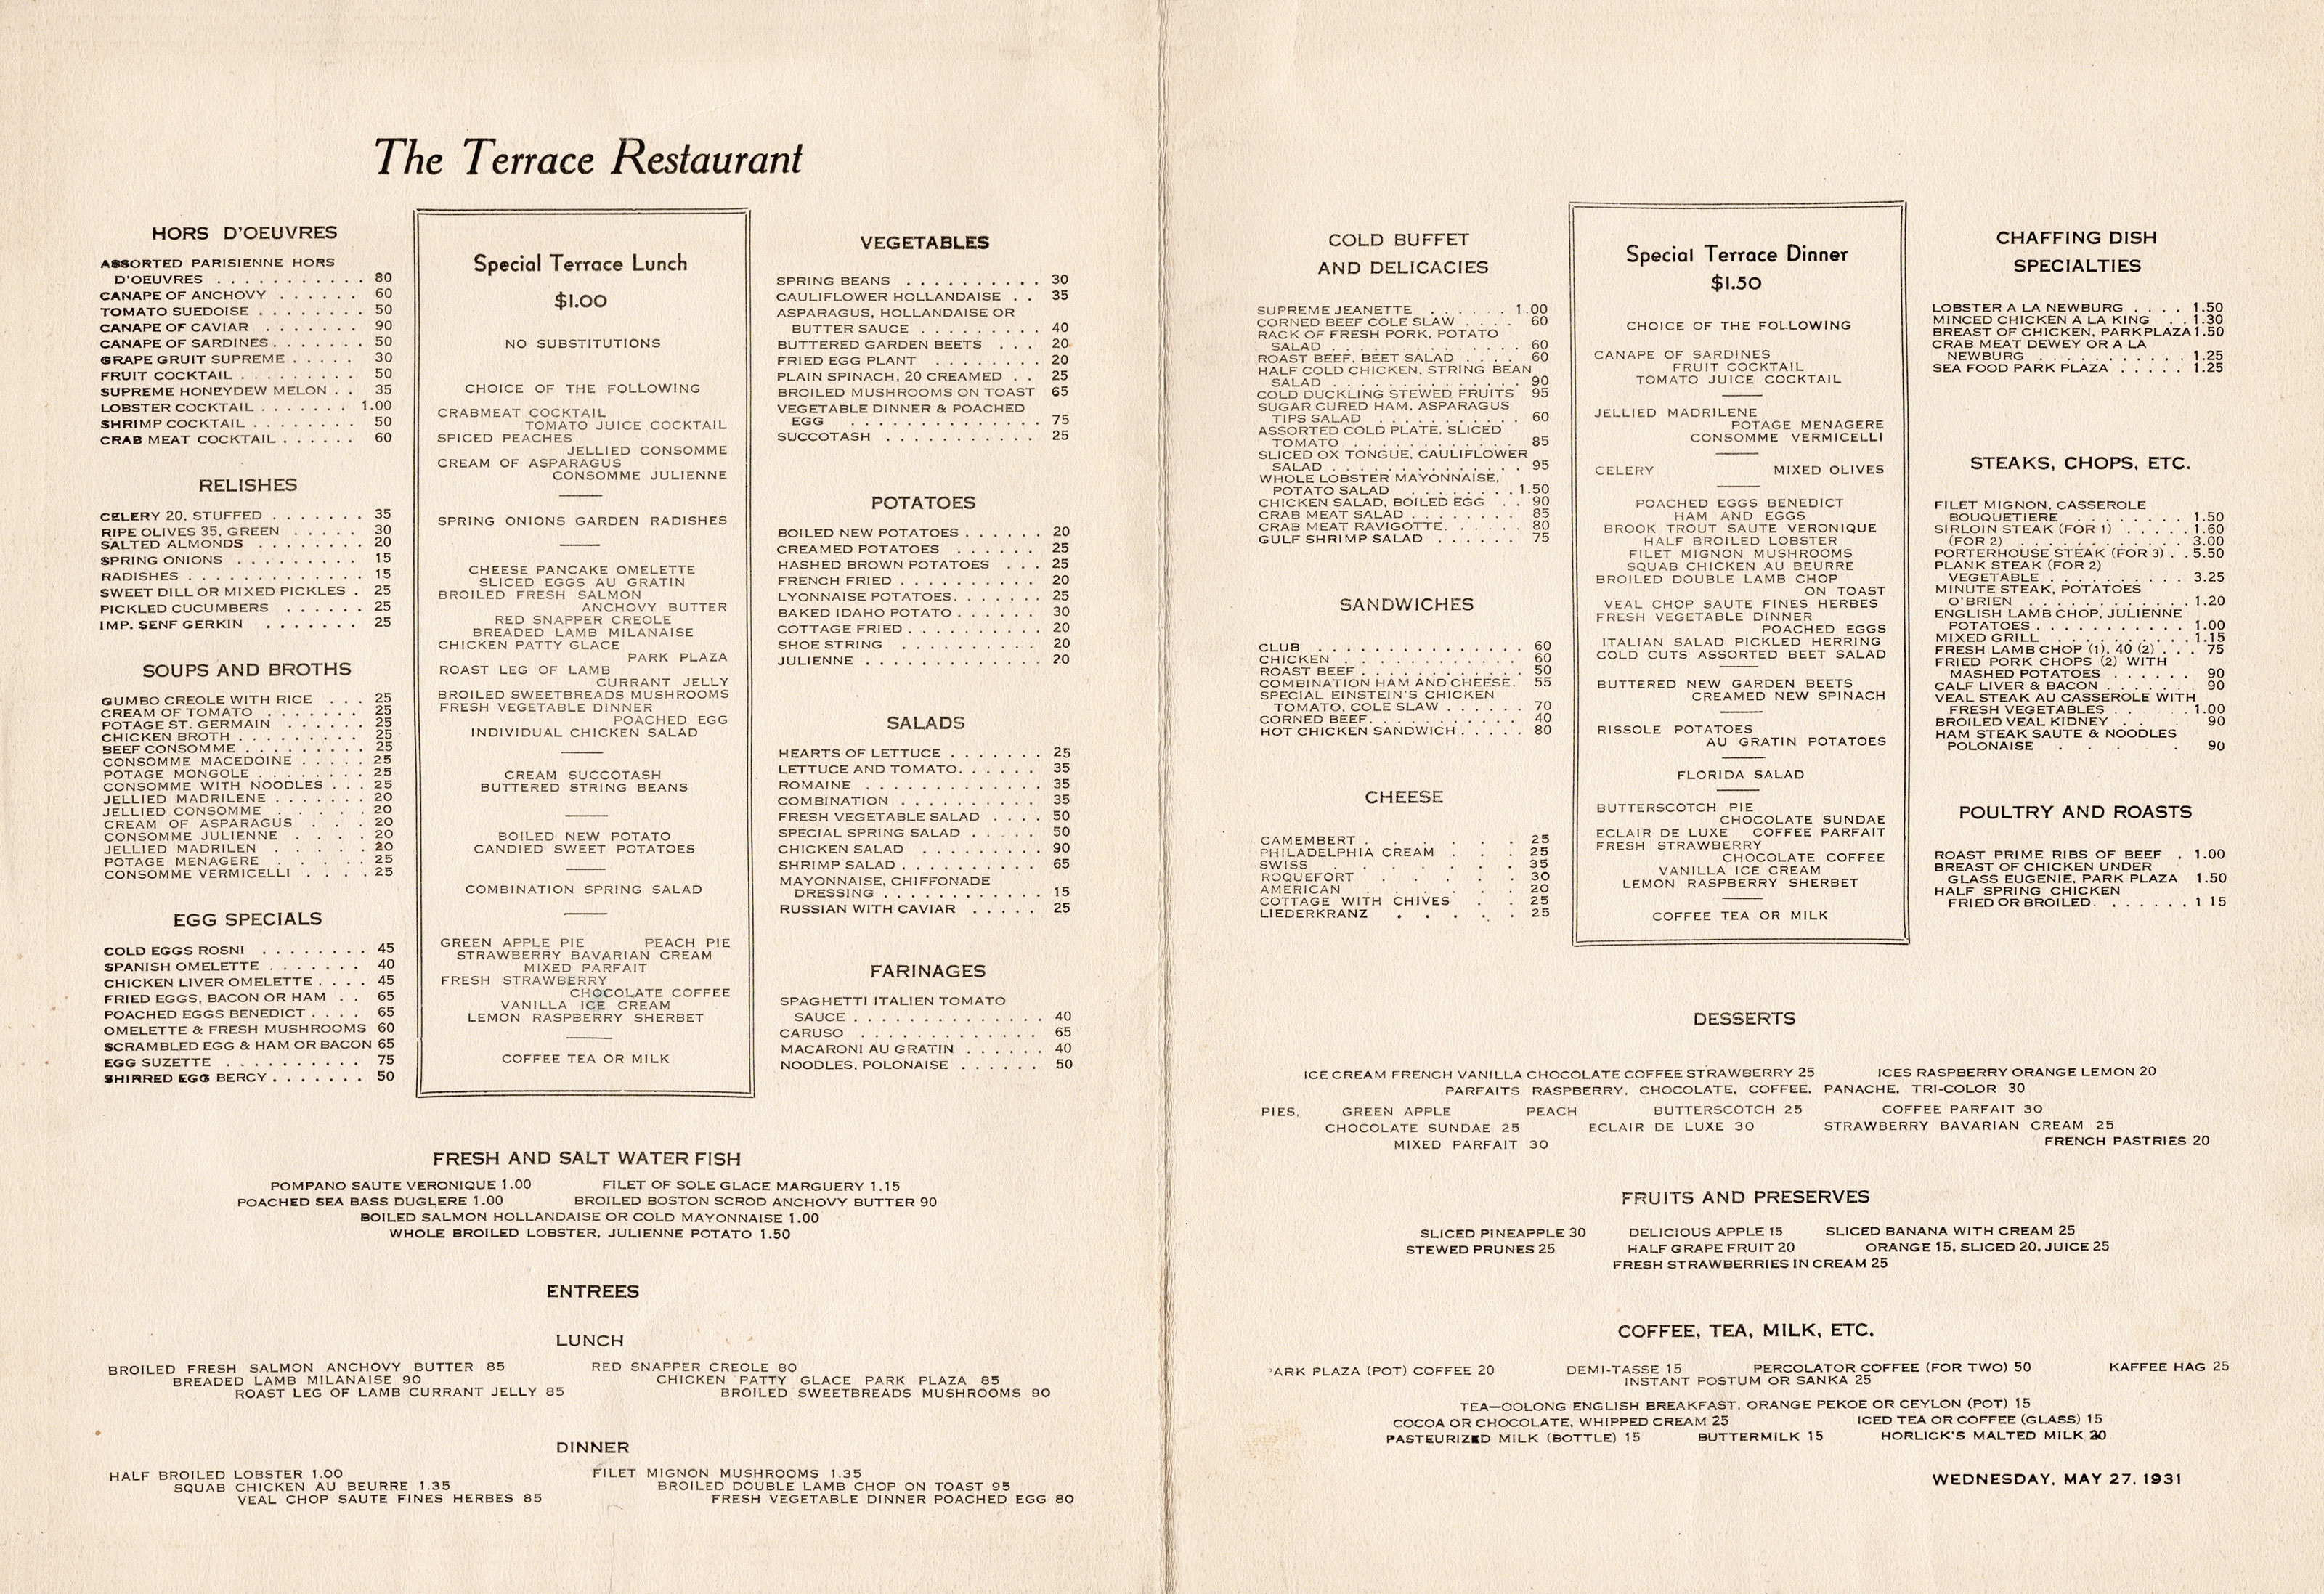 The Terrace Restaurant
HORS D'OEUVRES
ASSORTED PARISIENNE HORS
D'OEUVRES . . . . . . . . . . . 80
CANAPE OF ANCHOVY . . . . . . 60
TOMATO SUEDOISE . . . . . . . 50
CANAPE OF CAVIAR . . . . . . . 90
CANAPE OF SARDINES . . . . . . 50
GRAPE GRUIT SUPREME . . . . . 30
FRUIT COCKTAIL . . . . . . . . 50
SUPREME HONEYDEW MELON . . 35
LOBSTER COCKTAIL . . . . . . . 1.00
SHRIMP COCKTAIL . . . . . . . 50
CRAB MEAT COCKTAIL . . . . . . 60
RELISHES
CELERY 20, STUFFED . . . . . . . 35
RIPE OLIVES 35, GREEN . . . . . 30
SALTED ALMONDS . . . . . . . . 20
SPRING ONIONS . . . . . . . . . 15
RADISHES . . . . . . . . . . . . . 15
SWEET DILL OR MIXED PICKLES . 25
PICKLED CUCUMBERS . . . . . . 25
IMP. SENF GERKIN . . . . . . . 25
SOUPS AND BROTHS
GUMBO CREOLE WITH RICE . . . 25
CREAM OF TOMATO . . . . . . . 25
POTAGE ST. GERMAIN . . . . . . 25
CHICKEN BROTH . . . . . . . . . 25
BEEF CONSOMME . . . . . . . . . 25
CONSOMME MACEDOINE . . . . . 25
POTAGE MONGOLE . . . . . . . . 25
CONSOMME WITH NOODLES . . . 25
JELLIED MADRILENE . . . . . . . 20
JELLIED CONSOMME . . . . 20
CREAM OF ASPARAGUS . . . 20
CONSOMME JULIENNE . . . . 20
JELLIED MADRILEN . . . . . 20
POTAGE MENAGERE . . . . . 25
CONSOMME VERMICELLI . . . . 25
EGG SPECIALS
COLD EGGS ROSNI . . . . . . . . 45
SPANISH OMELETTE . . . . . . . 40
CHICKEN LIVER OMELETTE . . . . 45
FRIED EGGS, BACON OR HAM . . 65
POACHED EGGS BENEDICT . . . . 65
OMELETTE & FRESH MUSHROOMS 60
SCRAMBLED EGG & HAM OR BACON 65
EGG SUZETTE . . . . . . . . . . 75
SHIRRED EGG BERCY . . . . . . . 50
Special Terrace Lunch
$1.00
NO SUBSTITUTIONS
CHOICE OF THE FOLLOWING
CRABMEAT COCKTAIL
TOMATO JUICE COCKTAIL
SPICED PEACHES
JELLIED CONSOMME
CREAM OF ASPARAGUS
CONSOMME JULIENNE
SPRING ONIONS GARDEN RADISHES
CHEESE PANCAKE OMELETTE
SLICED EGGS AU GRATIN
BROILED FRESH SALMON
ANCHOVY BUTTER
RED SNAPPER CREOLE
BREADED LAMB MILANAISE
CHICKEN PATTY GLACE
PARK PLAZA
ROAST LEG OF LAMB
CURRANT JELLY
BROILED SWEETBREADS MUSHROOMS
FRESH VEGETABLE DINNER
POACHED EGG
INDIVIDUAL CHICKEN SALAD
CREAM SUCCOTASH
BUTTERED STRING BEANS
BOILED NEW POTATO
CANDIED SWEET POTATOES
COMBINATION SPRING SALAD
GREEN APPLE PIE PEACH PIE
STRAWBERRY BAVARIAN CREAM
MIXED PARFAIT
FRESH STRAWBERRY
CHOCOLATE COFFEE
VANILLA ICE CREAM
LEMON RASPBERRY SHERBET
COFFEE TEA OR MILK
VEGETABLES
SPRING BEANS . . . . . . . . . . 30
CAULIFLOWER HOLLANDAISE . . 35
ASPARAGUS, HOLLANDAISE OR
BUTTER SAUCE . . . . . . . . . 40
BUTTERED GARDEN BEETS . . . 20
FRIED EGG PLANT . . . . . . . . 20
PLAIN SPINACH, 20 CREAMED . . 25
BROILED MUSHROOMS ON TOAST 65
VEGETABLE DINNER & POACHED
EGG . . . . . . . . . . . . . . 75
SUCCOTASH . . . . . . . . . . . 25
POTATOES
BOILED NEW POTATOES . . . . . 20
CREAMED POTATOES . . . . . . 25
HASHED BROWN POTATOES . . . 25
FRENCH FRIED . . . . . . . . . . 20
LYONNAISE POTATOES . . . . . . 25
BAKED IDAHO POTATO . . . . . . 30
COTTAGE FRIED . . . . . . . . . 20
SHOE STRING . . . . . . . . . . 20
JULIENNE . . . . . . . . . . . . . 20
SALADS
HEARTS OF LETTUCE . . . . . . . 25
LETTUCE AND TOMATO . . . . . . 35
ROMAINE . . . . . . . . . . . . . 35
COMBINATION . . . . . . . . . . 35
FRESH VEGETABLE SALAD . . . . 50
SPECIAL SPRING SALAD . . . . . 50
CHICKEN SALAD . . . . . . . . . 90
SHRIMP SALAD . . . . . . . . . . 65
MAYONNAISE, CHIFFONADE
DRESSING . . . . . . . . . . . . 15
RUSSIAN WITH CAVIAR . . . . . 25
FARINAGES
SPAGHETTI ITALIEN TOMATO
SAUCE . . . . . . . . . . . . . . 40
CARUSO . . . . . . . . . . . . . 65
MACARONI AU GRATIN . . . . . . 40
NOODLES, POLONAISE . . . . . . 50
FRESH AND SALT WATER FISH
POMPANO SAUTE VERONIQUE 1.00 FILET OF SOLE GLACE MARGUERY 1.15
POACHED SEA BASS DUGLERE 1.00 BROILED BOSTON SCROD ANCHOVY BUTTER 90
BOILED SALMON HOLLANDAISE OR COLD MAYONNAISE 1.00
WHOLE BROILED LOBSTER, JULIENNE POTATO 1.50
ENTREES
LUNCH
BROILED FRESH SALMON ANCHOVY BUTTER 85 RED SNAPPER CREOLE 80
BREADED LAMB MILANAISE 90 CHICKEN PATTY GLACE PARK PLAZA 85
ROAST LEG OF LAMB CURRANT JELLY 85 BROILED SWEETBREADS MUSHROOMS 90
DINNER
HALF BROILED LOBSTER 1.00 FILET MIGNON MUSHROOMS 1.35
SQUAB CHICKEN AU BEURRE 1.35 BROILED DOUBLE LAMB CHOP ON TOAST 95
VEAL CHOP SAUTE FINES HERBES 85 FRESH VEGETABLE DINNER POACHED EGG 80
COLD BUFFET
AND DELICACIES
SUPREME JEANETTE . . . . . . 1.00
CORNED BEEF COLE SLAW . . . . 60
RACK OF FRESH PORK, POTATO
SALAD . . . . . . . . . . . . . 60
ROAST BEEF, BEET SALAD . . . . 60
HALF COLD CHICKEN, STRING BEAN
SALAD . . . . . . . . . . . . . 90
COLD DUCKLING STEWED FRUITS 95
SUGAR CURED HAM, ASPARAGUS
TIPS SALAD . . . . . . . . . . . 60
ASSORTED COLD PLATE, SLICED
TOMATO . . . . . . . . . . . . 85
SLICED OX TONGUE, CAULIFLOWER
SALAD . . . . . . . . . . . . . 95
WHOLE LOBSTER MAYONNAISE,
POTATO SALAD . . . . . . . . 1.50
CHICKEN SALAD, BOILED EGG . . 90
CRAB MEAT SALAD . . . . . . . . 85
CRAB MEAT RAVIGOTTE . . . . . . 80
GULF SHRIMP SALAD . . . . . . 75
SANDWICHES
CLUB . . . . . . . . . . . . . . 60
CHICKEN . . . . . . . . . . . . . 60
ROAST BEEF . . . . . . . . . . . 50
COMBINATION HAM AND CHEESE. 55
SPECIAL EINSTEIN'S CHICKEN
TOMATO, COLE SLAW . . . . . . 70
CORNED BEEF . . . . . . . . . . 40
HOT CHICKEN SANDWICH . . . . . 80
CHEESE
CAMEMBERT . . . . . . 25
PHILADELPHIA CREAM . . . 25
SWISS . . . . . . . 35
ROQUEFORT . . . . . 30
AMERICAN . . . . . . 20
COTTAGE WITH CHIVES . . 25
LIEDERKRANZ . . . . . 25
Special Terrace Dinner
$1.50
CHOICE OF THE FOLLOWING
CANAPE OF SARDINES
FRUIT COCKTAIL
TOMATO JUICE COCKTAIL
JELLIED MADRILENE
POTAGE MENAGERE
CONSOMME VERMICELLI
CELERY MIXED OLIVES
POACHED EGGS BENEDICT
HAM AND EGGS
BROOK TROUT SAUTE VERONIQUE
HALF BROILED LOBSTER
FILET MIGNON MUSHROOMS
SQUAB CHICKEN AU BEURRE
BROILED DOUBLE LAMB CHOP
ON TOAST
VEAL CHOP SAUTE FINES HERBES
FRESH VEGETABLE DINNER
POACHED EGGS
ITALIAN SALAD PICKLED HERRING
COLD CUTS ASSORTED BEET SALAD
BUTTERED NEW GARDEN BEETS
CREAMED NEW SPINACH
RISSOLE POTATOES
AU GRATIN POTATOES
FLORIDA SALAD
BUTTERSCOTCH PIE
CHOCOLATE SUNDAE
ECLAIR DE LUXE COFFEE PARFAIT
FRESH STRAWBERRY
CHOCOLATE COFFEE
VANILLA ICE CREAM
LEMON RASPBERRY SHERBET
COFFEE TEA OR MILK
CHAFFING DISH
SPECIALTIES
LOBSTER A LA NEWBURG . . . . 1.50
MINCED CHICKEN A LA KING . . . 1.30
BREAST OF CHICKEN, PARKPLAZA 1.50
CRAB MEAT DEWEY OR A LA
NEWBURG . . . . . . . . . . . 1.25
SEA FOOD PARK PLAZA . . . . . 1.25
STEAKS, CHOPS, ETC.
FILET MIGNON, CASSEROLE
BOUQUETIERE . . . . . . . . . 1.50
SIRLOIN STEAK (FOR 1) . . . . . 1.60
(FOR 2) . . . . . . . . . . . . 3.00
PORTERHOUSE STEAK (FOR 3) . . 5.50
PLANK STEAK (FOR 2)
VEGETABLE . . . . . . . . . . 3.25
MINUTE STEAK, POTATOES
O'BRIEN . . . . . . . . . . . . 1.20
ENGLISH LAMB CHOP, JULIENNE
POTATOES . . . . . . . . . . . 1.00
MIXED GRILL . . . . . . . . . . 1.15
FRESH LAMB CHOP (1), 40 (2) . . . 75
FRIED PORK CHOPS (2) WITH
MASHED POTATOES . . . . . . 90
CALF LIVER & BACON . . . . . . . 90
VEAL STEAK AU CASSEROLE WITH
FRESH VEGETABLES . . . . 1.00
BROILED VEAL KIDNEY . . . 90
HAM STEAK SAUTE & NOODLES
POLONAISE . . . . 90
POULTRY AND ROASTS
ROAST PRIME RIBS OF BEEF . 1.00
BREAST OF CHICKEN UNDER
GLASS EUGENIE, PARK PLAZA 1.50
HALF SPRING CHICKEN
FRIED OR BROILED . . . . . . . 1 15
DESSERTS
ICE CREAM FRENCH VANILLA CHOCOLATE COFFEE STRAWBERRY 25 ICES RASPBERRY ORANGE LEMON 20
PARFAITS RASPBERRY, CHOCOLATE, COFFEE, PANACHE, TRI-COLOR 30
PIES, GREEN APPLE PEACH BUTTERSCOTCH 25 COFFEE PARFAIT 30
CHOCOLATE SUNDAE 25 ECLAIR DE LUXE 30 STRAWBERRY BAVARIAN CREAM 25
MIXED PARFAIT 30 FRENCH PASTRIES 20
FRUITS AND PRESERVES
SLICED PINEAPPLE 30 DELICIOUS APPLE 15 SLICED BANANA WITH CREAM 25
STEWED PRUNES 25 HALF GRAPE FRUIT 20 ORANGE 15, SLICED 20, JUICE 25
FRESH STRAWBERRIES IN CREAM 25
COFFEE, TEA, MILK, ETC.
ARK PLAZA (POT) COFFEE 20 DEMI-TASSE 15 PERCOLATOR COFFEE (FOR TWO) 50 KAFFEE HAG 25
INSTANT POSTUM OR SANKA 25
TEA—OOLONG ENGLISH BREAKFAST, ORANGE PEKOE OR CEYLON (POT) 15
COCOA OR CHOCOLATE, WHIPPED CREAM 25 ICED TEA OR COFFEE (GLASS) 15
PASTEURIZED MILK (BOTTLE) 15 BUTTERMILK 15 HORLICK'S MALTED MILK 20
WEDNESDAY, MAY 27, 1931